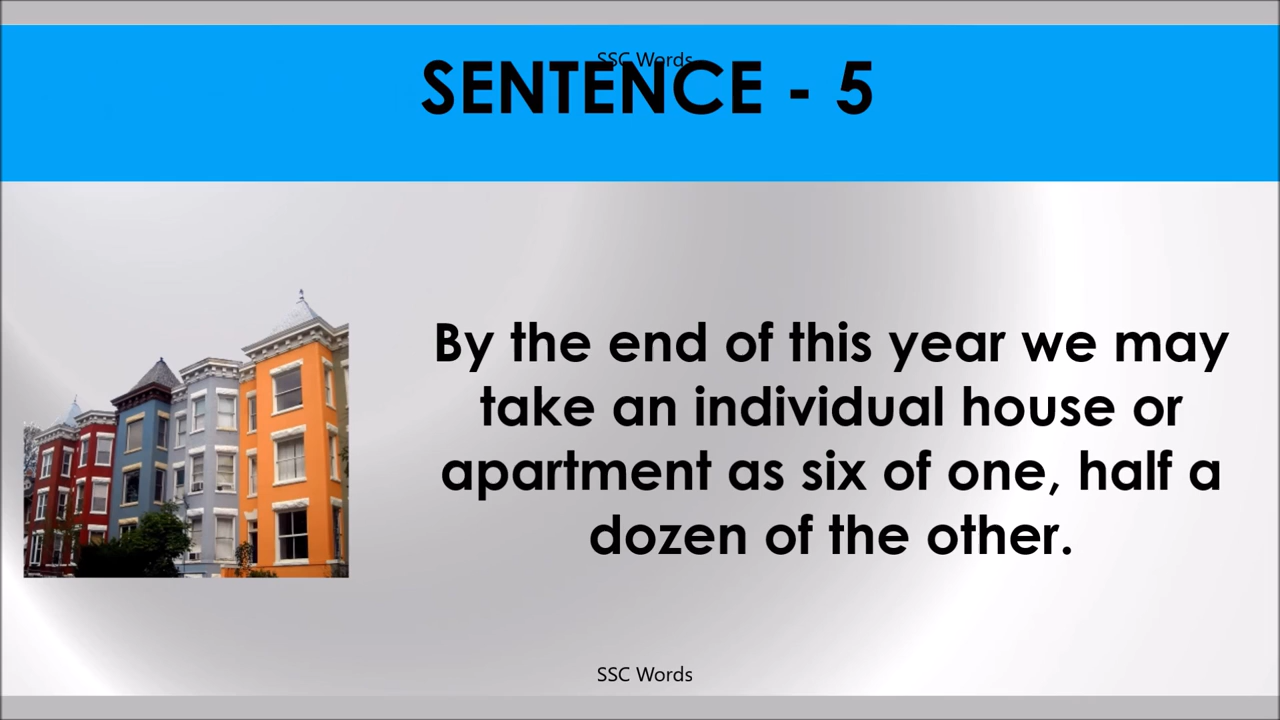 SSC Words
SENTENCE - 5
By the end of this year we may
take an individual house or
apartment as six of one, half a
dozen of the other.
SSC Words